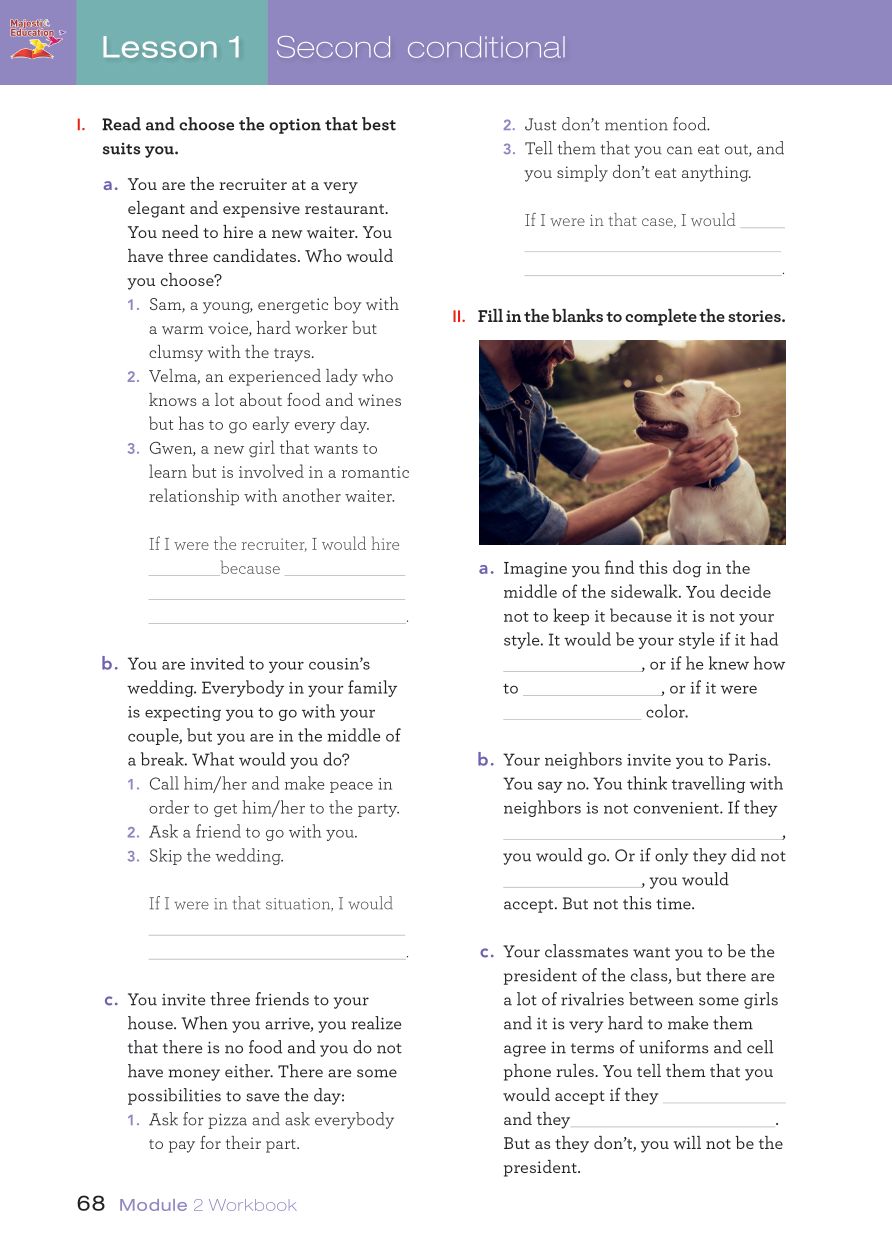 Majestic
Education
Lesson 1 Second conditional
I. Read and choose the option that best
suits you.
a. You are the recruiter at a very
elegant and expensive restaurant.
You need to hire a new waiter. You
have three candidates. Who would
you choose?
1. Sam, a young, energetic boy with
a warm voice, hard worker but
clumsy with the trays.
2. Velma, an experienced lady who
knows a lot about food and wines
but has to go early every day.
3. Gwen, a new girl that wants to
learn but is involved in a romantic
relationship with another waiter.
If I were the recruiter, I would hire
________because ______________
______________________________
______________________________.
b. You are invited to your cousin's
wedding. Everybody in your family
is expecting you to go with your
couple, but you are in the middle of
a break. What would you do?
1. Call him/her and make peace in
order to get him/her to the party.
2. Ask a friend to go with you.
3. Skip the wedding.
If I were in that situation, I would
______________________________
______________________________.
c. You invite three friends to your
house. When you arrive, you realize
that there is no food and you do not
have money either. There are some
possibilities to save the day:
1. Ask for pizza and ask everybody
to pay for their part.
2. Just don't mention food.
3. Tell them that you can eat out, and
you simply don't eat anything.
If I were in that case, I would _____
______________________________
______________________________.
II. Fill in the blanks to complete the stories.
a. Imagine you find this dog in the
middle of the sidewalk. You decide
not to keep it because it is not your
style. It would be your style if it had
________________, or if he knew how
to ________________, or if it were
________________ color.
b. Your neighbors invite you to Paris.
You say no. You think travelling with
neighbors is not convenient. If they
________________________________,
you would go. Or if only they did not
________________, you would
accept. But not this time.
c. Your classmates want you to be the
president of the class, but there are
a lot of rivalries between some girls
and it is very hard to make them
agree in terms of uniforms and cell
phone rules. You tell them that you
would accept if they ______________
and they________________________.
But as they don't, you will not be the
president.
68 Module 2 Workbook